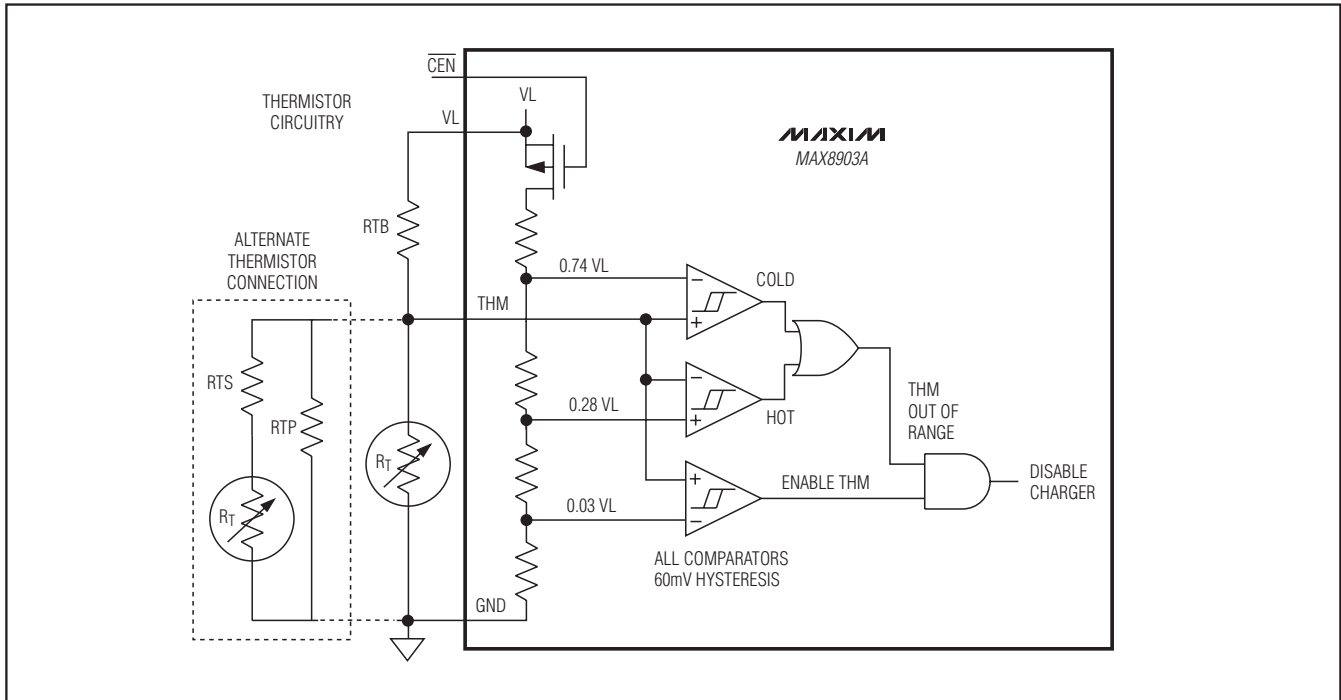 CEN
THERMISTOR
CIRCUITRY
VL
VL
MAXIM
MAX8903A
RTB
ALTERNATE
THERMISTOR
CONNECTION
0.74 VL
COLD
THM
RTS
RTP
RT
RT
0.28 VL
HOT
THM
OUT OF
RANGE
ENABLE THM
DISABLE
CHARGER
0.03 VL
ALL COMPARATORS
60mV HYSTERESIS
GND